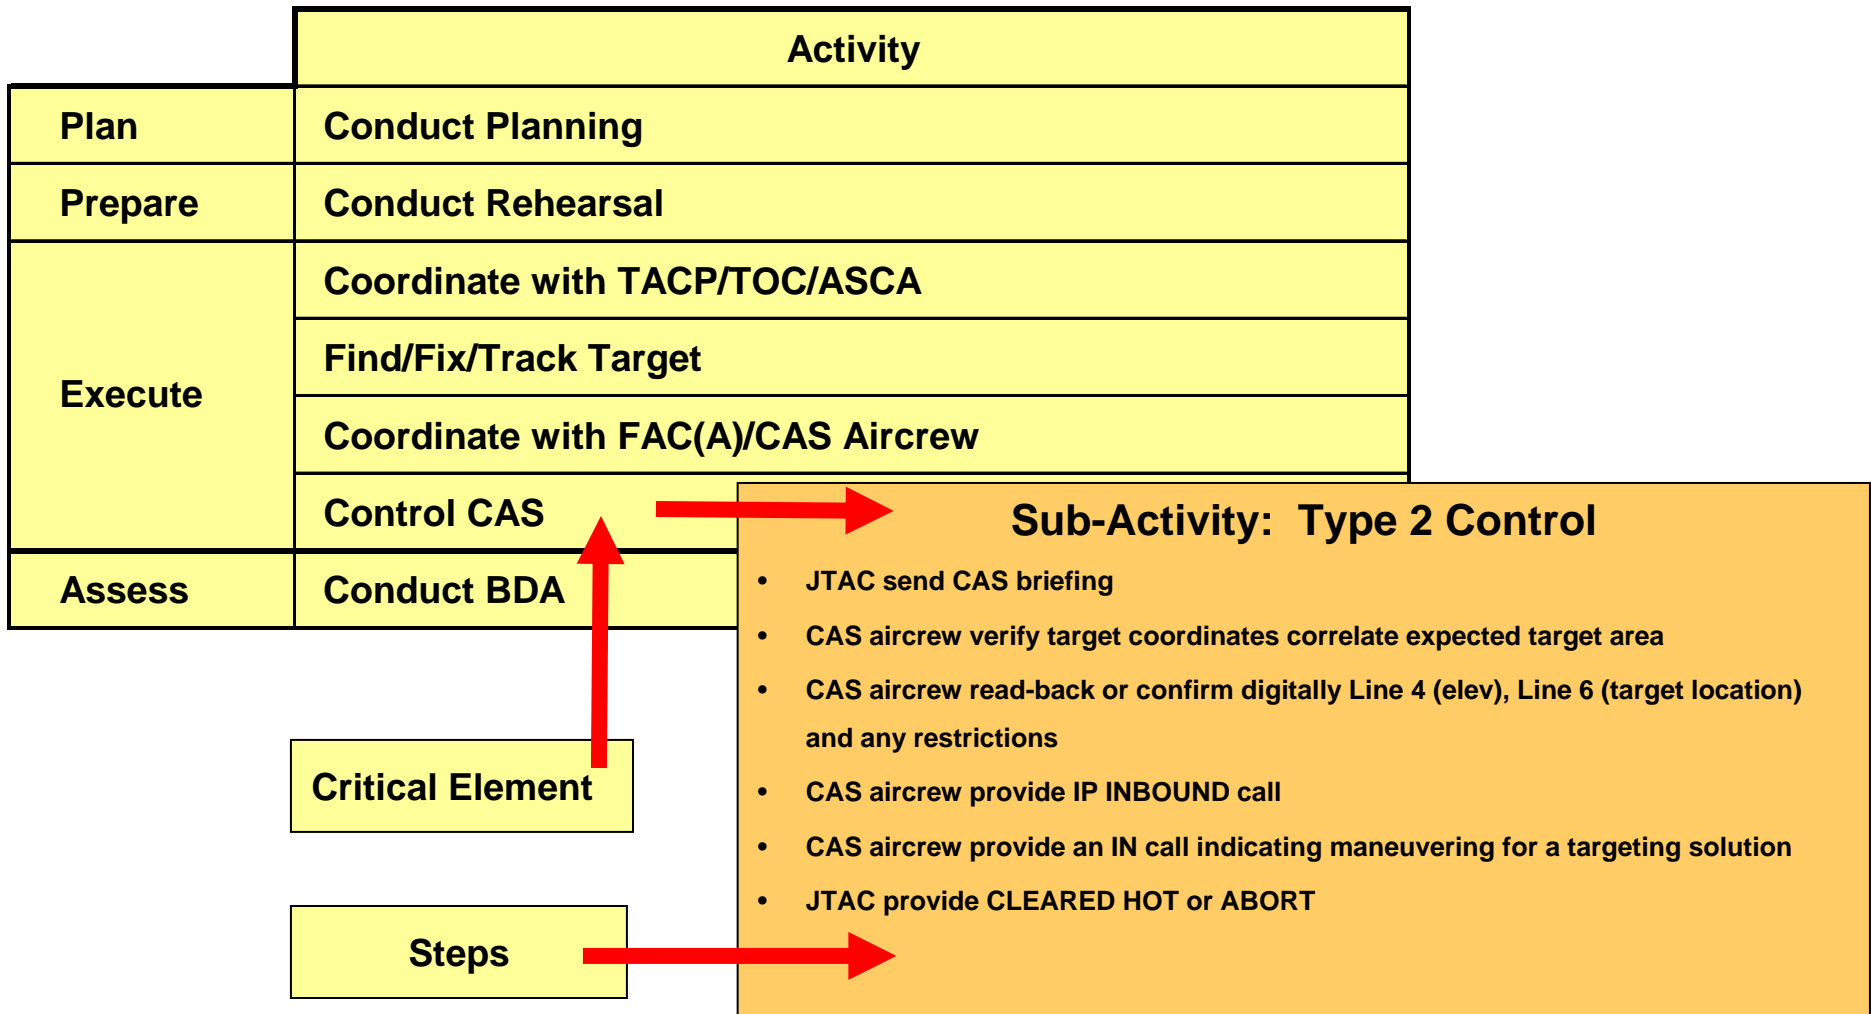 Activity
Plan
Conduct Planning
Prepare
Conduct Rehearsal
Execute
Coordinate with TACP/TOC/ASCA
Find/Fix/Track Target
Coordinate with FAC(A)/CAS Aircrew
Control CAS
Assess
Conduct BDA
Sub-Activity: Type 2 Control
• JTAC send CAS briefing
• CAS aircrew verify target coordinates correlate expected target area
• CAS aircrew read-back or confirm digitally Line 4 (elev), Line 6 (target location)
and any restrictions
• CAS aircrew provide IP INBOUND call
• CAS aircrew provide an IN call indicating maneuvering for a targeting solution
• JTAC provide CLEARED HOT or ABORT
Critical Element
Steps